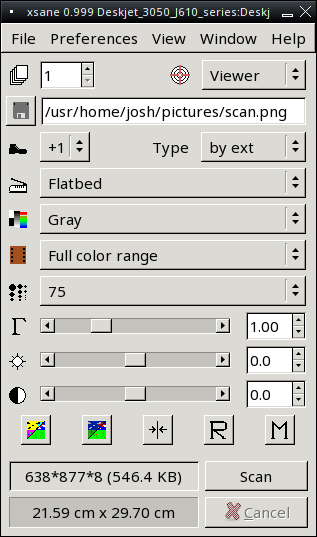 xsane 0.999 Deskjet_3050_J610_series:Deskj
File Preferences View Window Help
1 Viewer
/usr/home/josh/pictures/scan.png
+1 Type by ext
Flatbed
Gray
Full color range
75
Γ 1.00
0.0
0.0
R M
638*877*8 (546.4 KB) Scan
21.59 cm x 29.70 cm Cancel